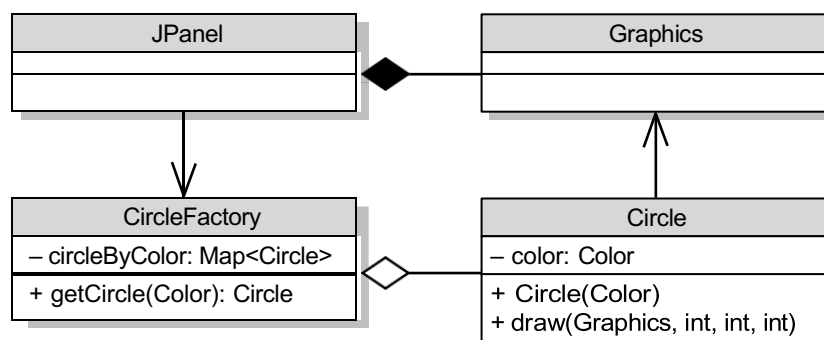 JPanel
Graphics
CircleFactory
– circleByColor: Map<Circle>
+ getCircle(Color): Circle
Circle
– color: Color
+ Circle(Color)
+ draw(Graphics, int, int, int)